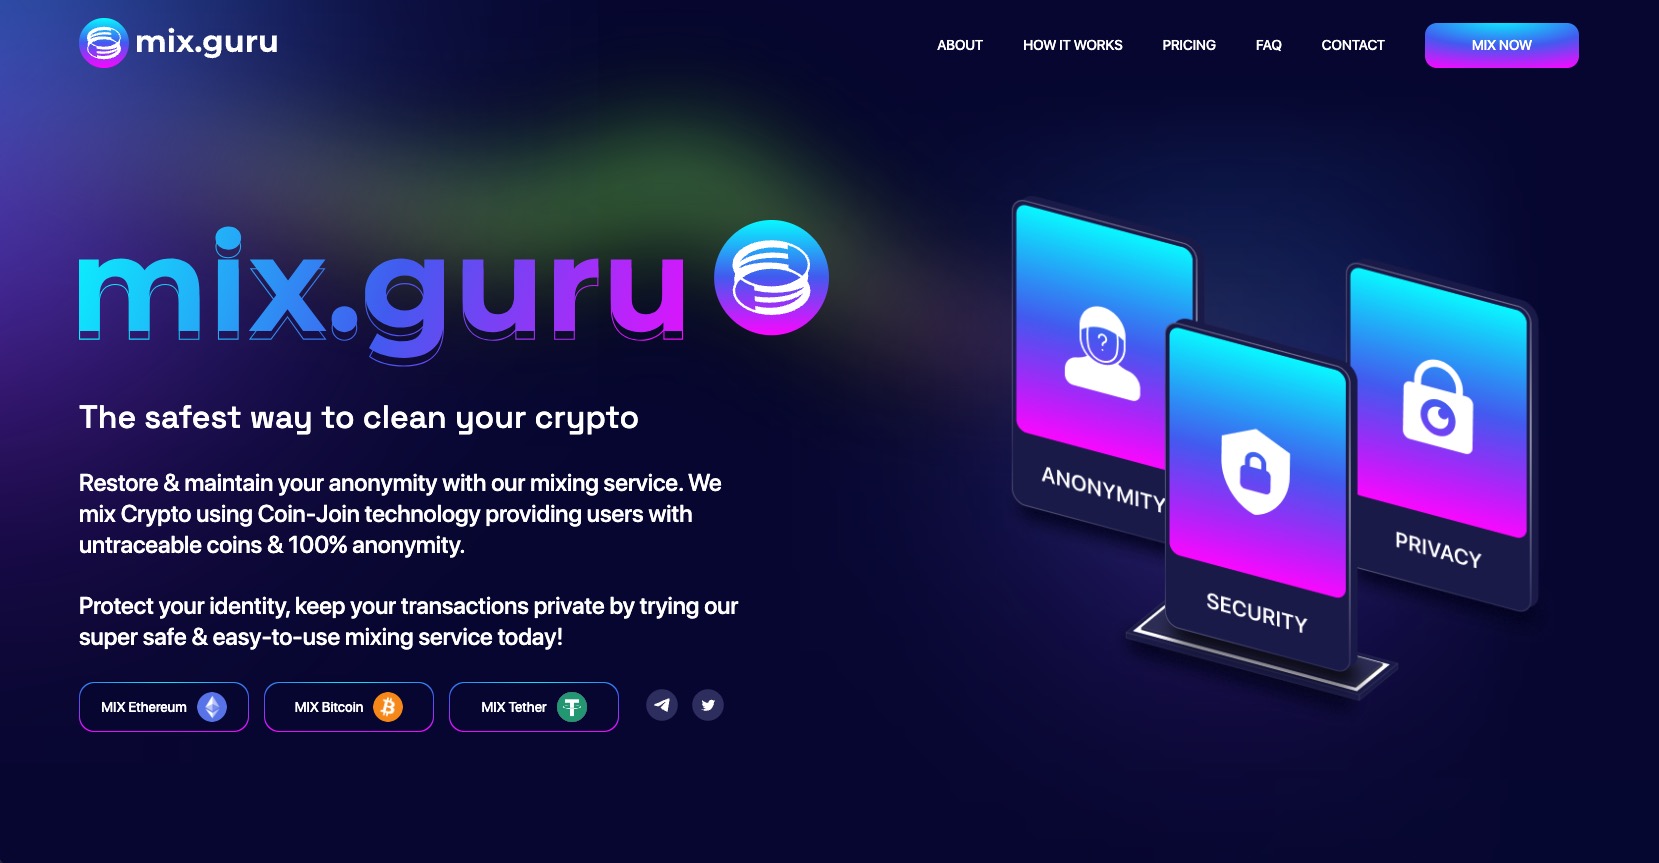 mix.guru
ABOUT
HOW IT WORKS
PRICING
FAQ
CONTACT
MIX NOW
mix.guru
The safest way to clean your crypto
Restore & maintain your anonymity with our mixing service. We
mix Crypto using Coin-Join technology providing users with
untraceable coins & 100% anonymity.
Protect your identity, keep your transactions private by trying our
super safe & easy-to-use mixing service today!
MIX Ethereum
MIX Bitcoin
MIX Tether
?
ANONYMITY
SECURITY
PRIVACY